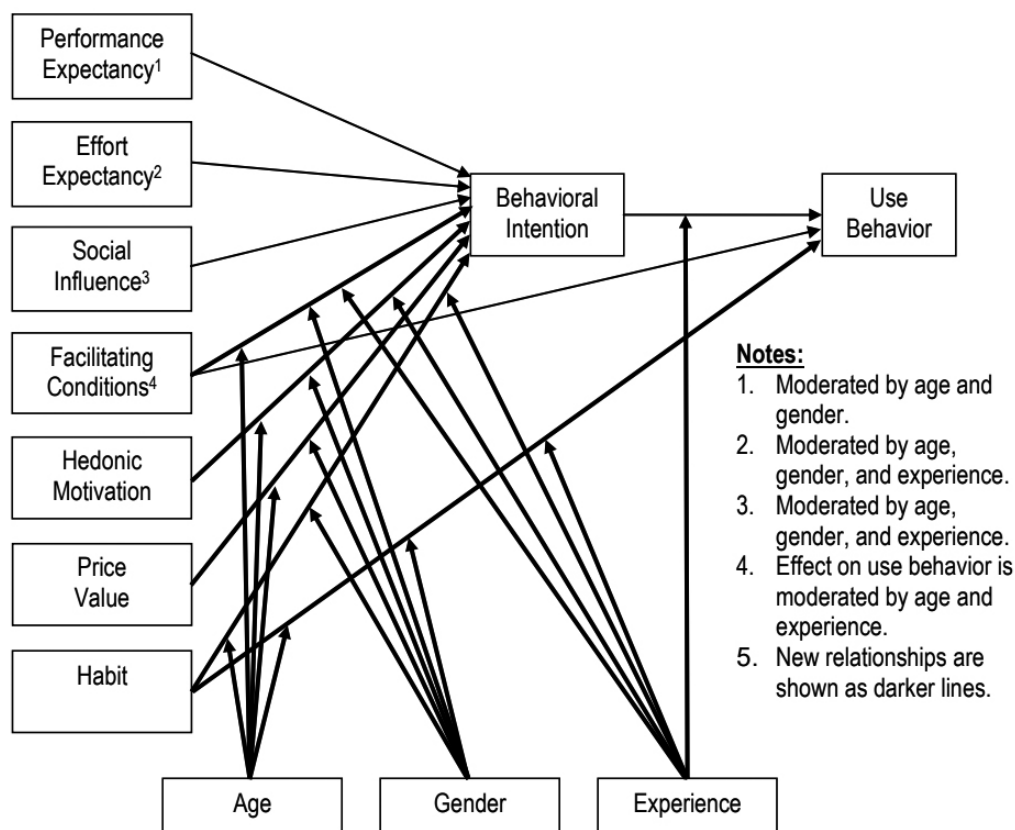 Performance
Expectancy¹
Effort
Expectancy²
Social
Influence³
Facilitating
Conditions⁴
Hedonic
Motivation
Price
Value
Habit
Behavioral
Intention
Use
Behavior
Notes:
1. Moderated by age and
gender.
2. Moderated by age,
gender, and experience.
3. Moderated by age,
gender, and experience.
4. Effect on use behavior is
moderated by age and
experience.
5. New relationships are
shown as darker lines.
Age
Gender
Experience